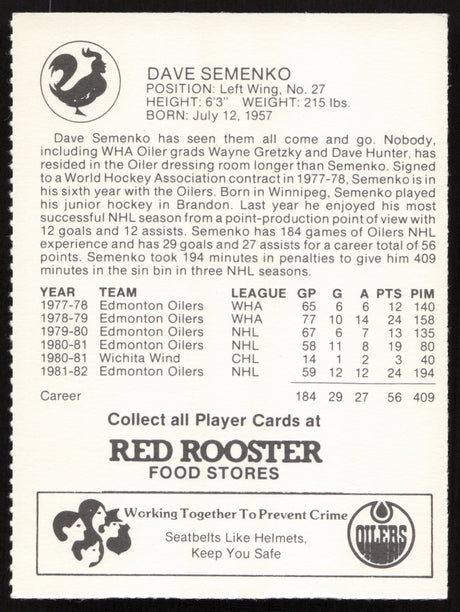 DAVE SEMENKO
POSITION: Left Wing, No. 27
HEIGHT: 6'3" WEIGHT: 215 lbs.
BORN: July 12, 1957
Dave Semenko has seen them all come and go. Nobody,
including WHA Oiler grads Wayne Gretzky and Dave Hunter, has
resided in the Oiler dressing room longer than Semenko. Signed
to a World Hockey Association contract in 1977-78, Semenko is in
his sixth year with the Oilers. Born in Winnipeg, Semenko played
his junior hockey in Brandon. Last year he enjoyed his most
successful NHL season from a point-production point of view with
12 goals and 12 assists. Semenko has 184 games of Oilers NHL
experience and has 29 goals and 27 assists for a career total of 56
points. Semenko took 194 minutes in penalties to give him 409
minutes in the sin bin in three NHL seasons.
YEAR TEAM LEAGUE GP G A PTS PIM
1977-78 Edmonton Oilers WHA 65 6 6 12 140
1978-79 Edmonton Oilers WHA 77 10 14 24 158
1979-80 Edmonton Oilers NHL 67 6 7 13 135
1980-81 Edmonton Oilers NHL 58 11 8 19 80
1980-81 Wichita Wind CHL 14 1 2 3 40
1981-82 Edmonton Oilers NHL 59 12 12 24 194
Career 184 29 27 56 409
Collect all Player Cards at
RED ROOSTER
FOOD STORES
Working Together To Prevent Crime
Seatbelts Like Helmets,
Keep You Safe
OILERS